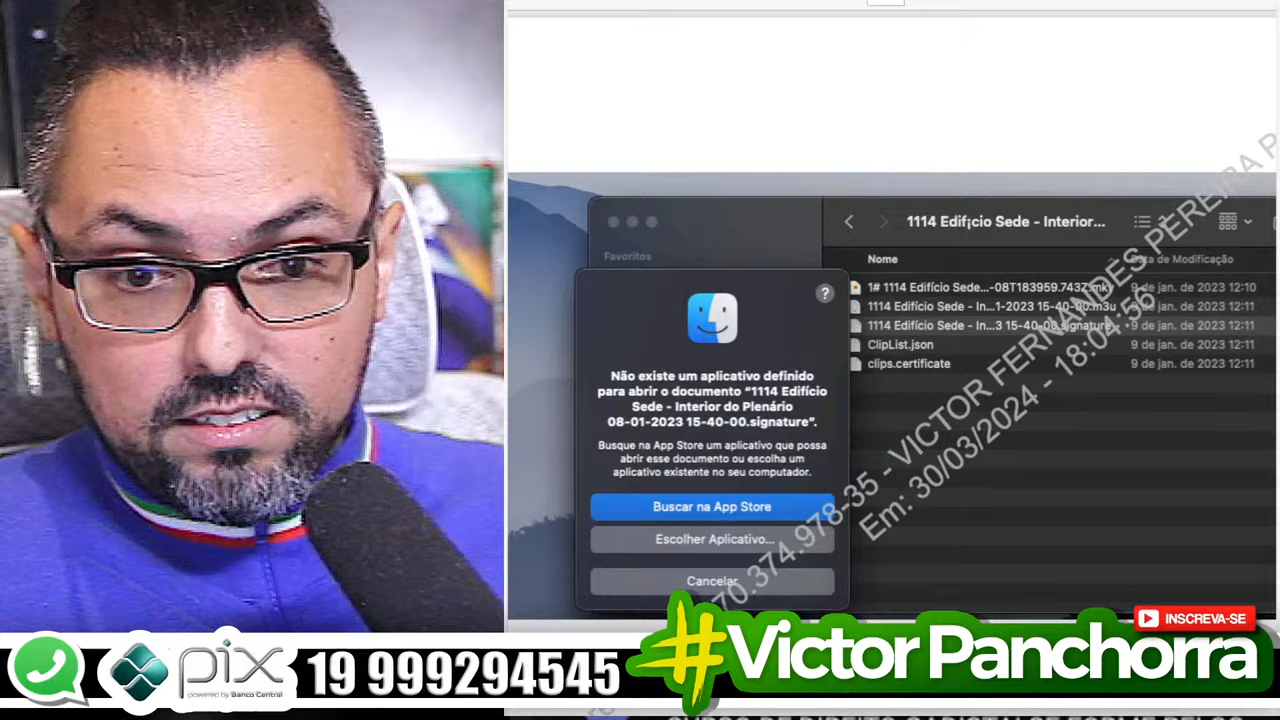 1114 Edif¡cio Sede - Interior...
Favoritos
Nome
Data de Modificação
1# 1114 Edifício Sede...-08T183959.743Z.mkv
9 de jan. de 2023 12:10
1114 Edifício Sede - In...1-2023 15-40-00.m3u
9 de jan. de 2023 12:11
1114 Edifício Sede - In...3 15-40-00.signature
9 de jan. de 2023 12:11
ClipList.json
9 de jan. de 2023 12:11
clips.certificate
9 de jan. de 2023 12:11
?
Não existe um aplicativo definido
para abrir o documento “1114 Edifício
Sede - Interior do Plenário
08-01-2023 15-40-00.signature”.
Busque na App Store um aplicativo que possa
abrir esse documento ou escolha um
aplicativo existente no seu computador.
Buscar na App Store
Escolher Aplicativo...
Cancelar
70.374.978-35 - VICTOR FERNANDES PEREIRA P
Em: 30/03/2024 - 18:04:56
INSCREVA-SE
#Victor Panchorra
pix
powered by Banco Central
19 999294545